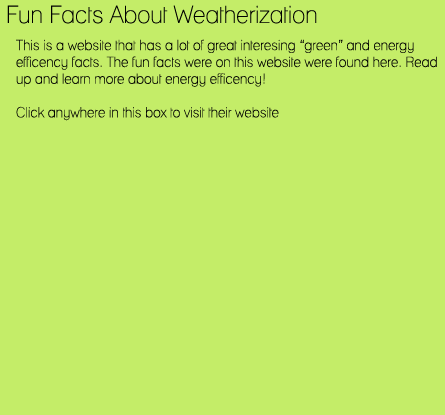 Fun Facts About Weatherization
This is a website that has a lot of great interesing “green” and energy
efficency facts. The fun facts were on this website were found here. Read
up and learn more about energy efficency!
Click anywhere in this box to visit their website